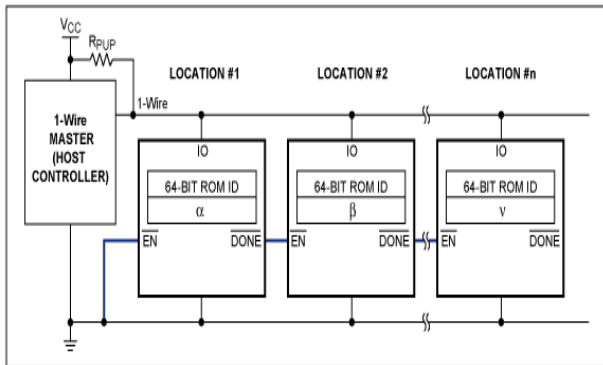 VCC
RPUP
LOCATION #1
LOCATION #2
LOCATION #n
1-Wire
1-Wire
MASTER
(HOST
CONTROLLER)
IO
IO
IO
64-BIT ROM ID
64-BIT ROM ID
64-BIT ROM ID
α
β
ν
EN
DONE
EN
DONE
EN
DONE